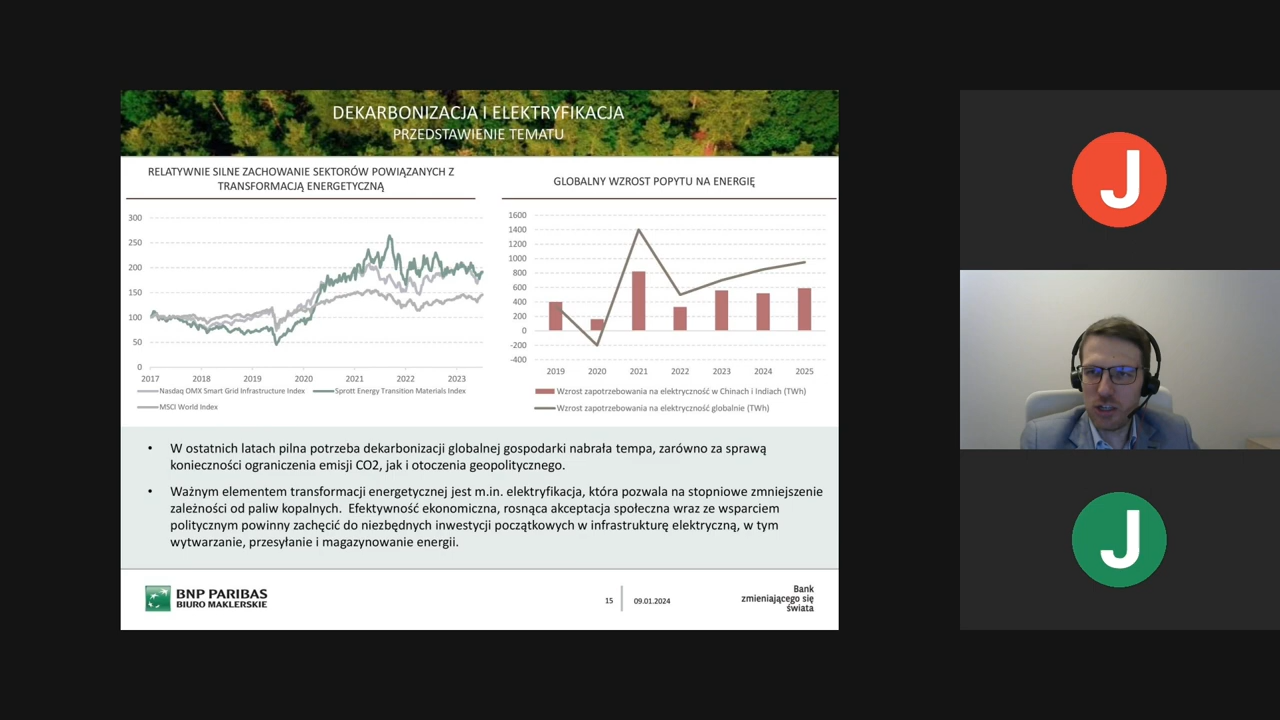 DEKARBONIZACJA I ELEKTRYFIKACJA
PRZEDSTAWIENIE TEMATU
RELATYWNIE SILNE ZACHOWANIE SEKTORÓW POWIĄZANYCH Z
TRANSFORMACJĄ ENERGETYCZNĄ
300
250
200
150
100
50
0
2017 2018 2019 2020 2021 2022 2023
Nasdaq OMX Smart Grid Infrastructure Index Sprott Energy Transition Materials Index
MSCI World Index
GLOBALNY WZROST POPYTU NA ENERGIĘ
1600
1400
1200
1000
800
600
400
200
0
-200
-400
2019 2020 2021 2022 2023 2024 2025
Wzrost zapotrzebowania na elektryczność w Chinach i Indiach (TWh)
Wzrost zapotrzebowania na elektryczność globalnie (TWh)
• W ostatnich latach pilna potrzeba dekarbonizacji globalnej gospodarki nabrała tempa, zarówno za sprawą
konieczności ograniczenia emisji CO2, jak i otoczenia geopolitycznego.
• Ważnym elementem transformacji energetycznej jest m.in. elektryfikacja, która pozwala na stopniowe zmniejszenie
zależności od paliw kopalnych. Efektywność ekonomiczna, rosnąca akceptacja społeczna wraz ze wsparciem
politycznym powinny zachęcić do niezbędnych inwestycji początkowych w infrastrukturę elektryczną, w tym
wytwarzanie, przesyłanie i magazynowanie energii.
BNP PARIBAS
BIURO MAKLERSKIE
15 09.01.2024
Bank
zmieniającego się
świata
J
J